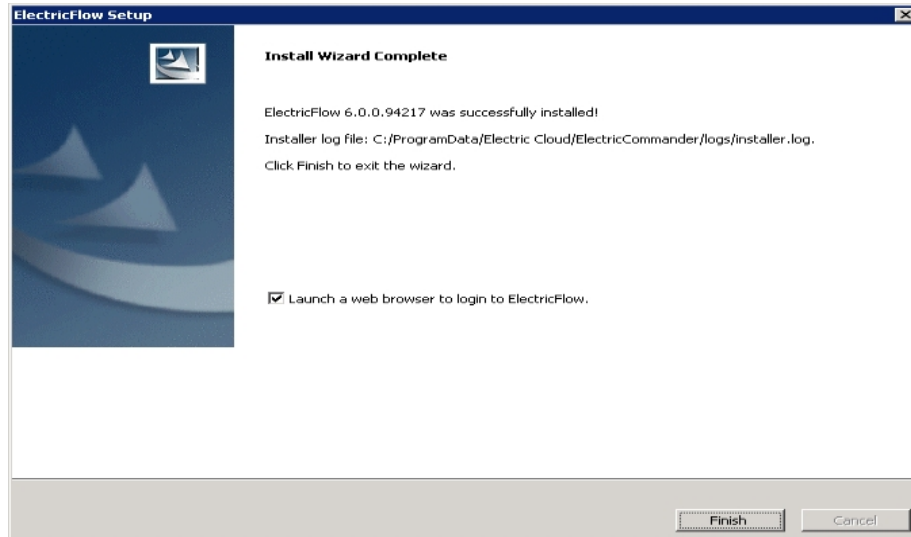 ElectricFlow Setup
Install Wizard Complete
ElectricFlow 6.0.0.94217 was successfully installed!
Installer log file: C:/ProgramData/Electric Cloud/ElectricCommander/logs/installer.log.
Click Finish to exit the wizard.
Launch a web browser to login to ElectricFlow.
Finish
Cancel